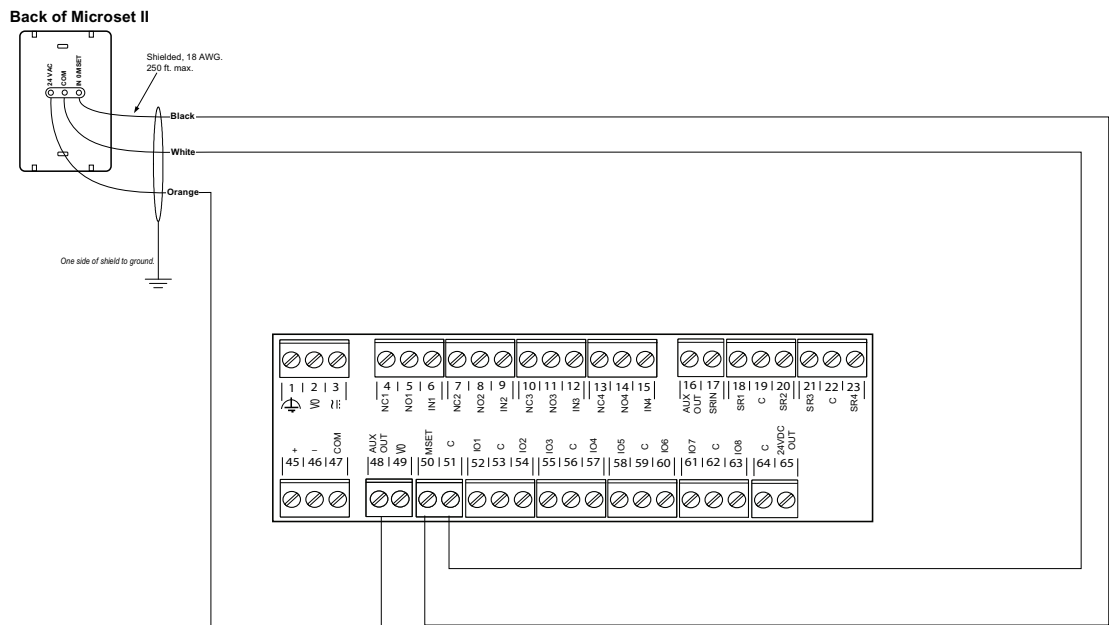 Back of Microset II
24 VAC
COM
IN 0/MSET
Shielded, 18 AWG.
250 ft. max.
Black
White
Orange
One side of shield to ground.
1 2 3 4 5 6 7 8 9 10 11 12 13 14 15 16 17 18 19 20 21 22 23
V0
NC1
NO1
IN1
NC2
NO2
IN2
NC3
NO3
IN3
NC4
NO4
IN4
AUX
OUT
SRIN
SR1
C
SR2
SR3
C
SR4
+
–
COM
AUX
OUT
V0
MSET
C
IO1
C
IO2
IO3
C
IO4
IO5
C
IO6
IO7
C
IO8
C
24VDC
OUT
45 46 47 48 49 50 51 52 53 54 55 56 57 58 59 60 61 62 63 64 65